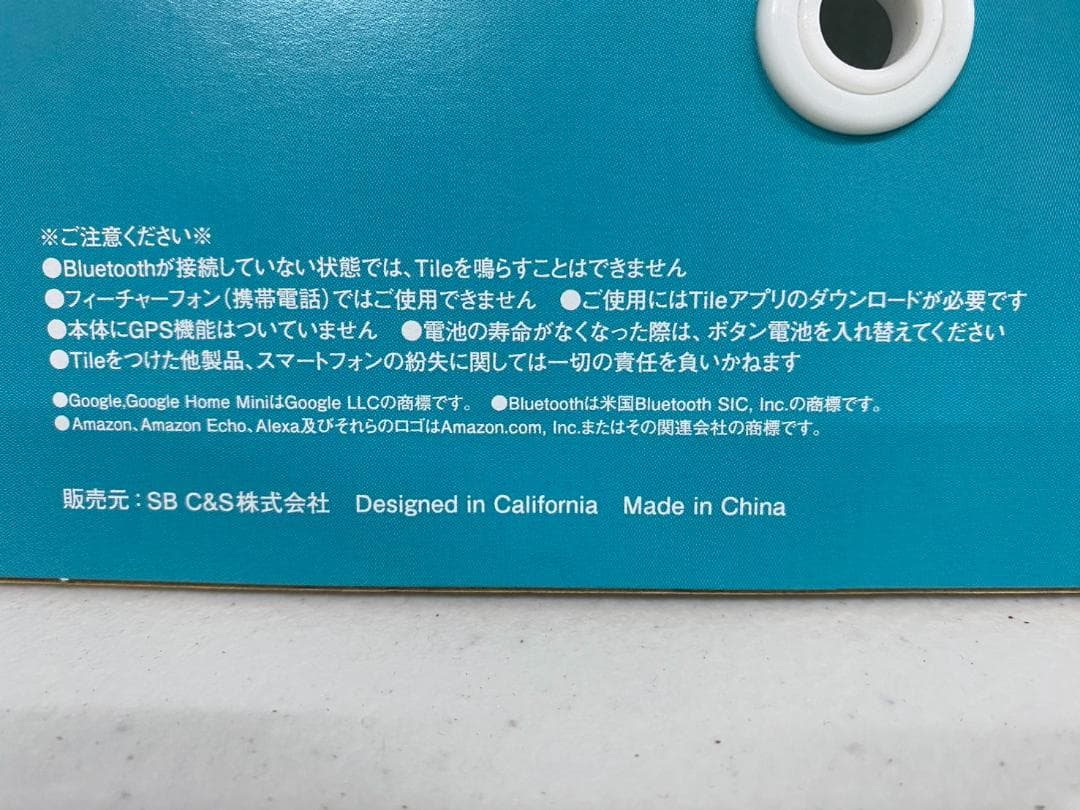 ※ご注意ください※
●Bluetoothが接続していない状態では、Tileを鳴らすことはできません
●フィーチャーフォン（携帯電話）ではご使用できません　●ご使用にはTileアプリのダウンロードが必要です
●本体にGPS機能はついていません　●電池の寿命がなくなった際は、ボタン電池を入れ替えてください
●Tileをつけた他製品、スマートフォンの紛失に関しては一切の責任を負いかねます
●Google,Google Home MiniはGoogle LLCの商標です。　●Bluetoothは米国Bluetooth SIC, Inc.の商標です。
●Amazon、Amazon Echo、Alexa及びそれらのロゴはAmazon.com, Inc.またはその関連会社の商標です。
販売元：SB C&S株式会社　Designed in California　Made in China